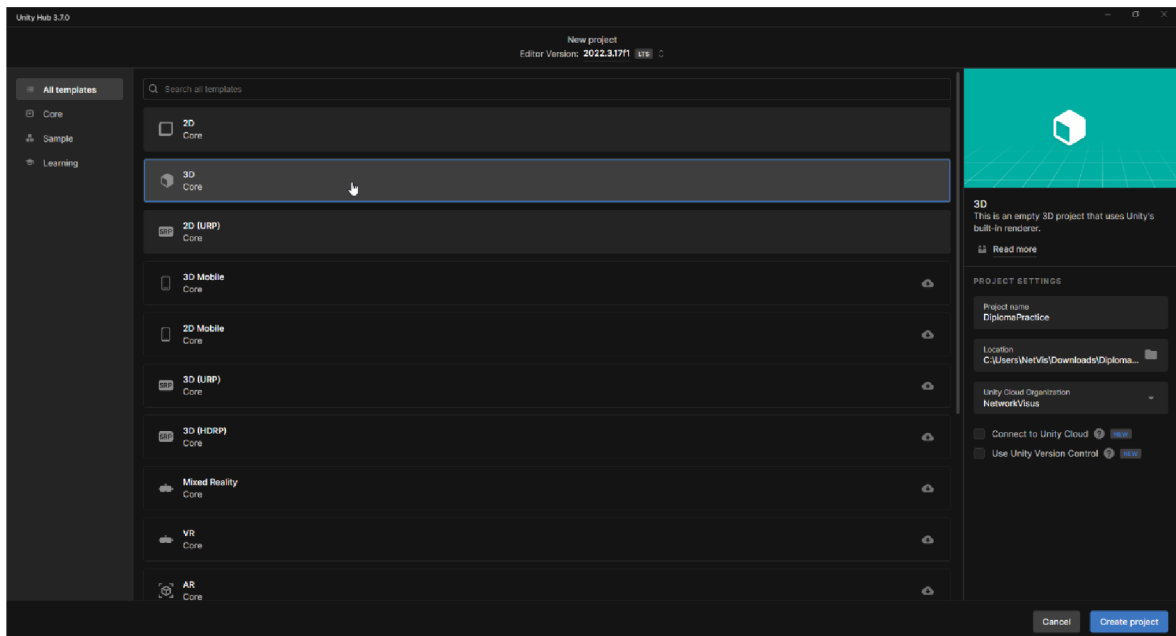 Unity Hub 3.7.0
New project
Editor Version: 2022.3.17f1 LTS
All templates
Core
Sample
Learning
Search all templates
2D
Core
3D
Core
SRP
2D (URP)
Core
3D Mobile
Core
2D Mobile
Core
SRP
3D (URP)
Core
SRP
3D (HDRP)
Core
Mixed Reality
Core
VR
Core
AR
Core
3D
This is an empty 3D project that uses Unity's
built-in renderer.
Read more
PROJECT SETTINGS
Project name
DiplomaPractice
Location
C:\Users\NetVis\Downloads\Diploma...
Unity Cloud Organization
NetworkVisus
Connect to Unity Cloud ? NEW
Use Unity Version Control ? NEW
Cancel
Create project